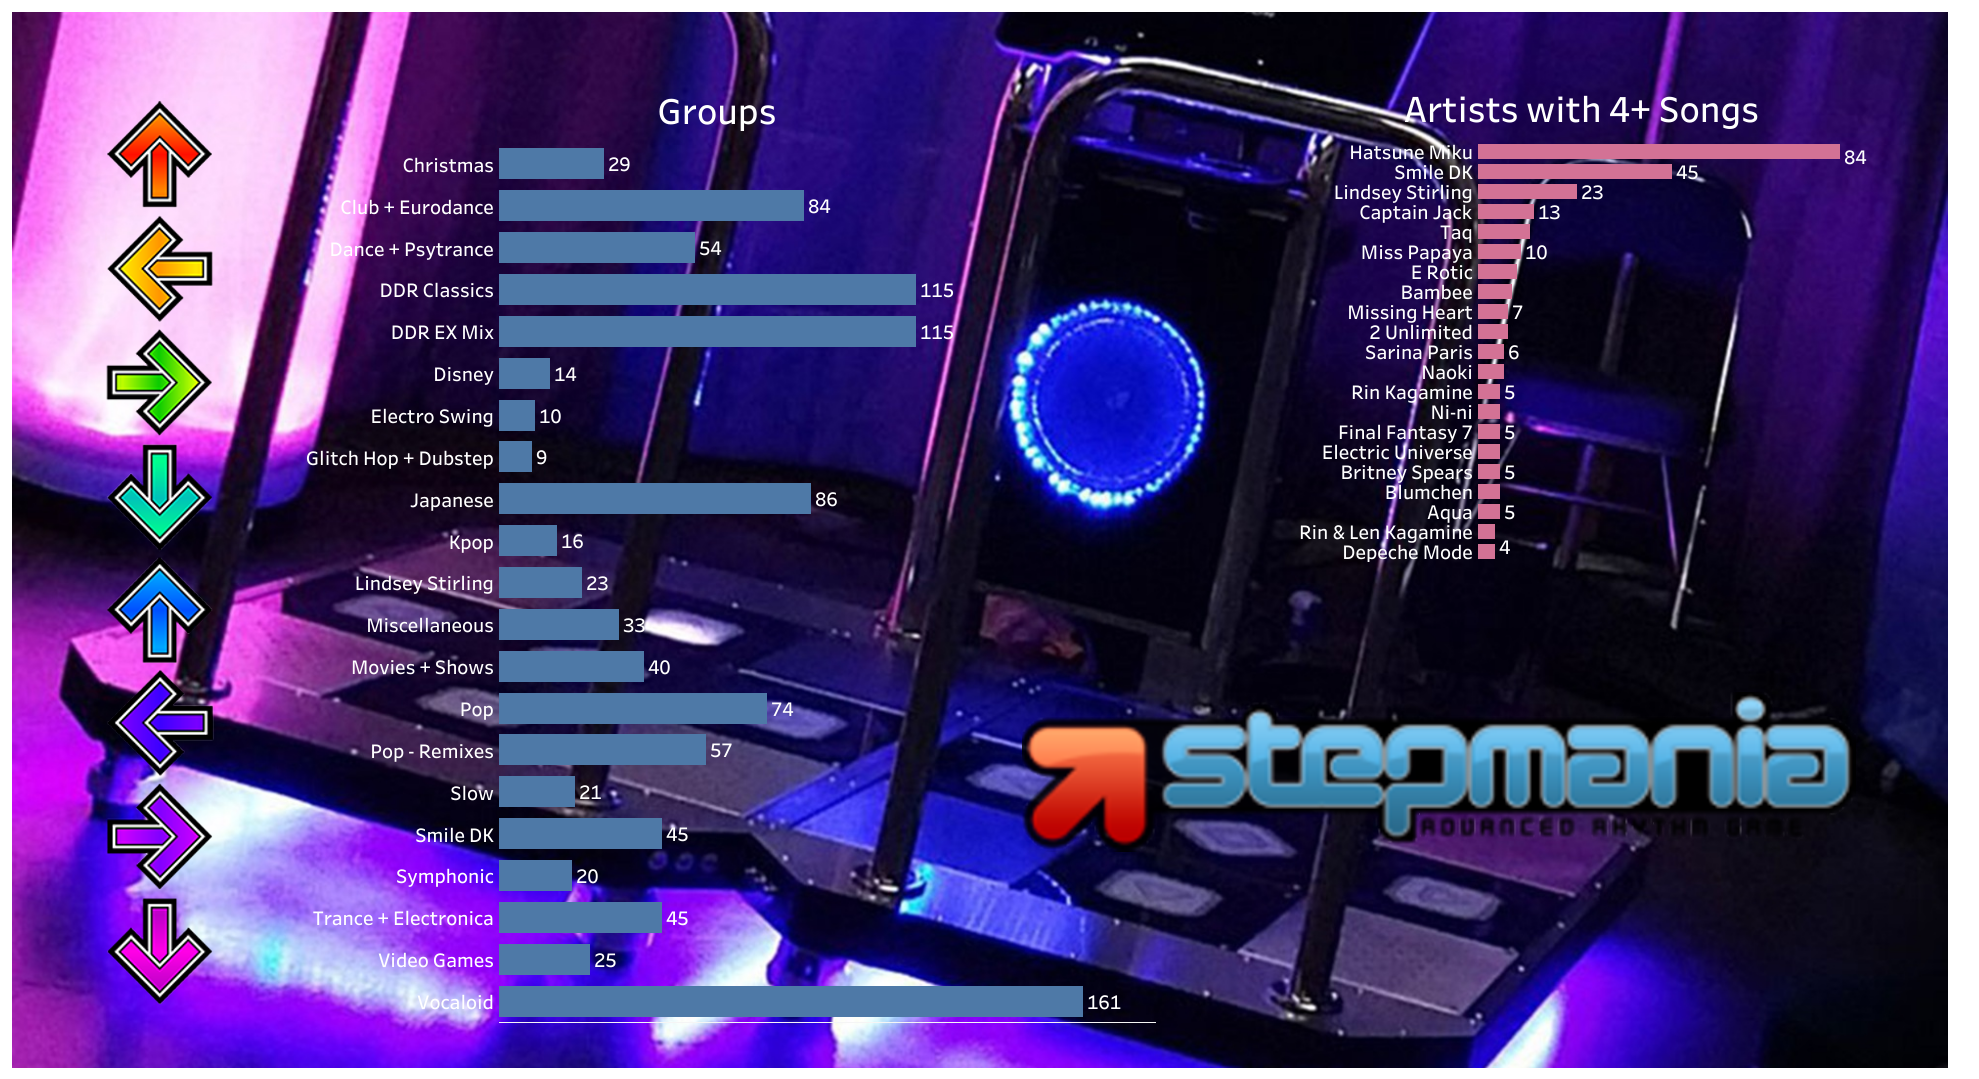 Groups
Christmas 29
Club + Eurodance 84
Dance + Psytrance 54
DDR Classics 115
DDR EX Mix 115
Disney 14
Electro Swing 10
Glitch Hop + Dubstep 9
Japanese 86
Kpop 16
Lindsey Stirling 23
Miscellaneous 33
Movies + Shows 40
Pop 74
Pop - Remixes 57
Slow 21
Smile DK 45
Symphonic 20
Trance + Electronica 45
Video Games 25
Vocaloid 161
Artists with 4+ Songs
Hatsune Miku 84
Smile DK 45
Lindsey Stirling 23
Captain Jack 13
Taq
Miss Papaya 10
E Rotic
Bambee
Missing Heart 7
2 Unlimited
Sarina Paris 6
Naoki
Rin Kagamine 5
Ni-ni
Final Fantasy 7 5
Electric Universe
Britney Spears 5
Blumchen
Aqua 5
Rin & Len Kagamine
Depeche Mode 4
stepmania
ADVANCED RHYTHM GAME